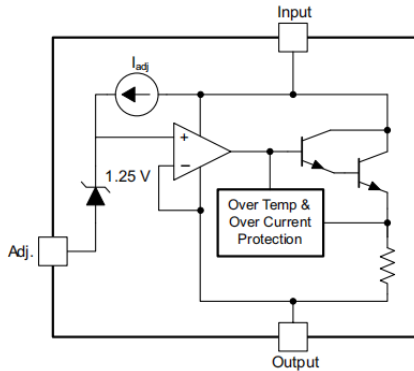 Input
Iadj
+
−
1.25 V
Over Temp &
Over Current
Protection
Adj.
Output